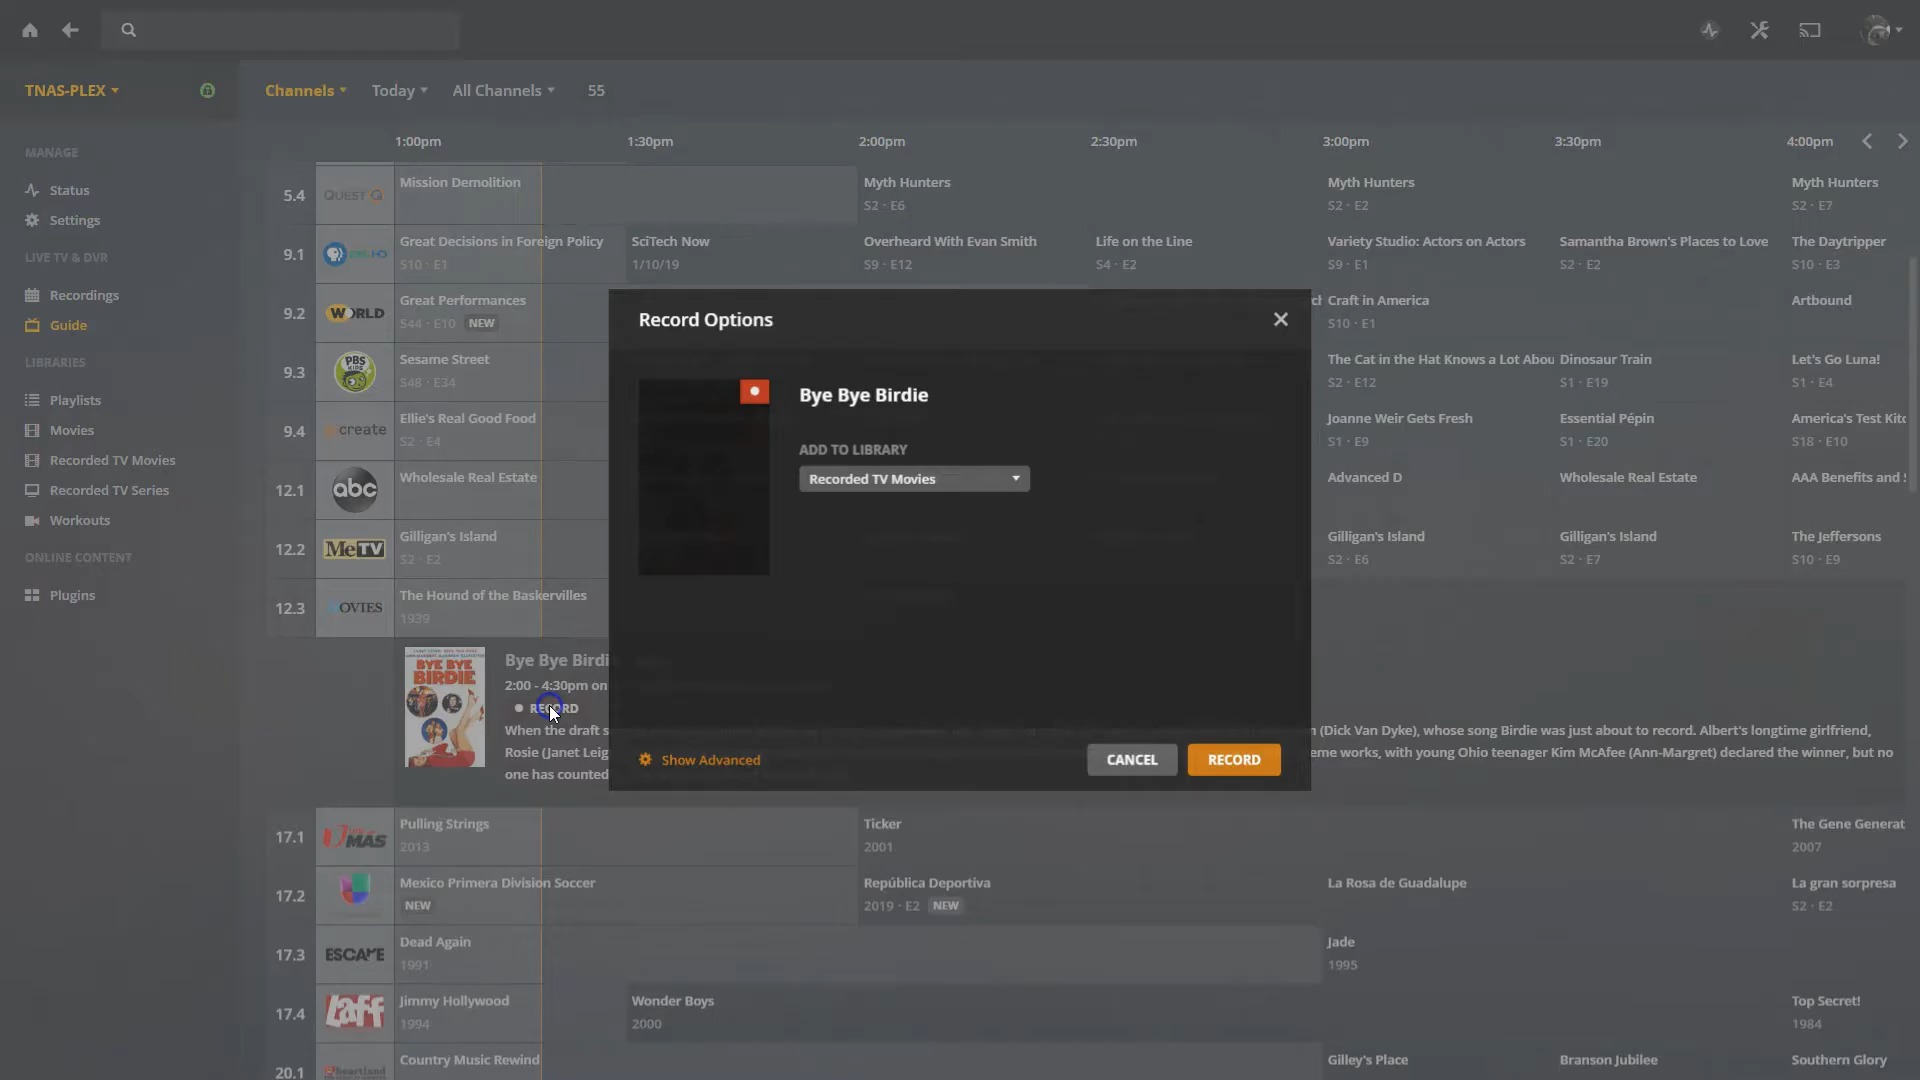 TNAS-PLEX
Channels
Today
All Channels
55
MANAGE
Status
Settings
LIVE TV & DVR
Recordings
Guide
LIBRARIES
Playlists
Movies
Recorded TV Movies
Recorded TV Series
Workouts
ONLINE CONTENT
Plugins
1:00pm 1:30pm 2:00pm 2:30pm 3:00pm 3:30pm 4:00pm
5.4 QUEST Mission Demolition Myth Hunters Myth Hunters Myth Hunters
S2 · E6 S2 · E2 S2 · E7
9.1 Great Decisions in Foreign Policy SciTech Now Overheard With Evan Smith Life on the Line Variety Studio: Actors on Actors Samantha Brown's Places to Love The Daytripper
S10 · E1 1/10/19 S9 · E12 S4 · E2 S9 · E1 S2 · E2 S10 · E3
9.2 WORLD Great Performances Craft in America Artbound
S44 · E10 NEW S10 · E1
9.3 PBS KIDS Sesame Street The Cat in the Hat Knows a Lot Abou Dinosaur Train Let's Go Luna!
S48 · E34 S2 · E12 S1 · E19 S1 · E4
9.4 create Ellie's Real Good Food Joanne Weir Gets Fresh Essential Pépin America's Test Kitc
S2 · E4 S1 · E9 S1 · E20 S18 · E10
12.1 abc Wholesale Real Estate Advanced D Wholesale Real Estate AAA Benefits and
12.2 MeTV Gilligan's Island Gilligan's Island Gilligan's Island The Jeffersons
S2 · E2 S2 · E6 S2 · E7 S10 · E9
12.3 OVIES The Hound of the Baskervilles
1939
Record Options
Bye Bye Birdie
ADD TO LIBRARY
Recorded TV Movies
Show Advanced
CANCEL
RECORD
BYE BYE
BIRDIE
Bye Bye Birdi
2:00 - 4:30pm on
RECORD
When the draft s (Dick Van Dyke), whose song Birdie was just about to record. Albert's longtime girlfriend,
Rosie (Janet Leig eme works, with young Ohio teenager Kim McAfee (Ann-Margret) declared the winner, but no
one has counted
17.1 MAS Pulling Strings Ticker The Gene Generat
2013 2001 2007
17.2 Mexico Primera Division Soccer República Deportiva La Rosa de Guadalupe La gran sorpresa
NEW 2019 · E2 NEW S2 · E2
17.3 ESCAPE Dead Again Jade
1991 1995
17.4 Laff Jimmy Hollywood Wonder Boys Top Secret!
1994 2000 1984
20.1 heartland Country Music Rewind Gilley's Place Branson Jubilee Southern Glory